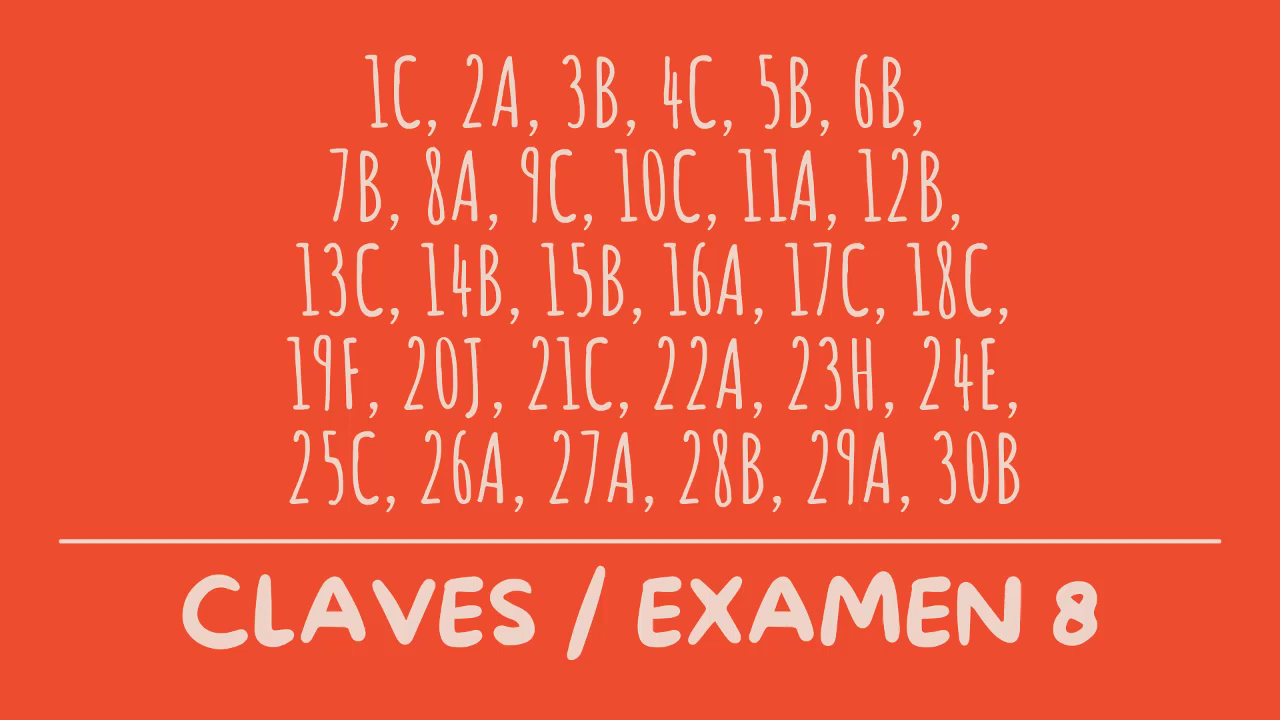 1C, 2A, 3B, 4C, 5B, 6B,
7B, 8A, 9C, 10C, 11A, 12B,
13C, 14B, 15B, 16A, 17C, 18C,
19F, 20J, 21C, 22A, 23H, 24E,
25C, 26A, 27A, 28B, 29A, 30B
CLAVES / EXAMEN 8